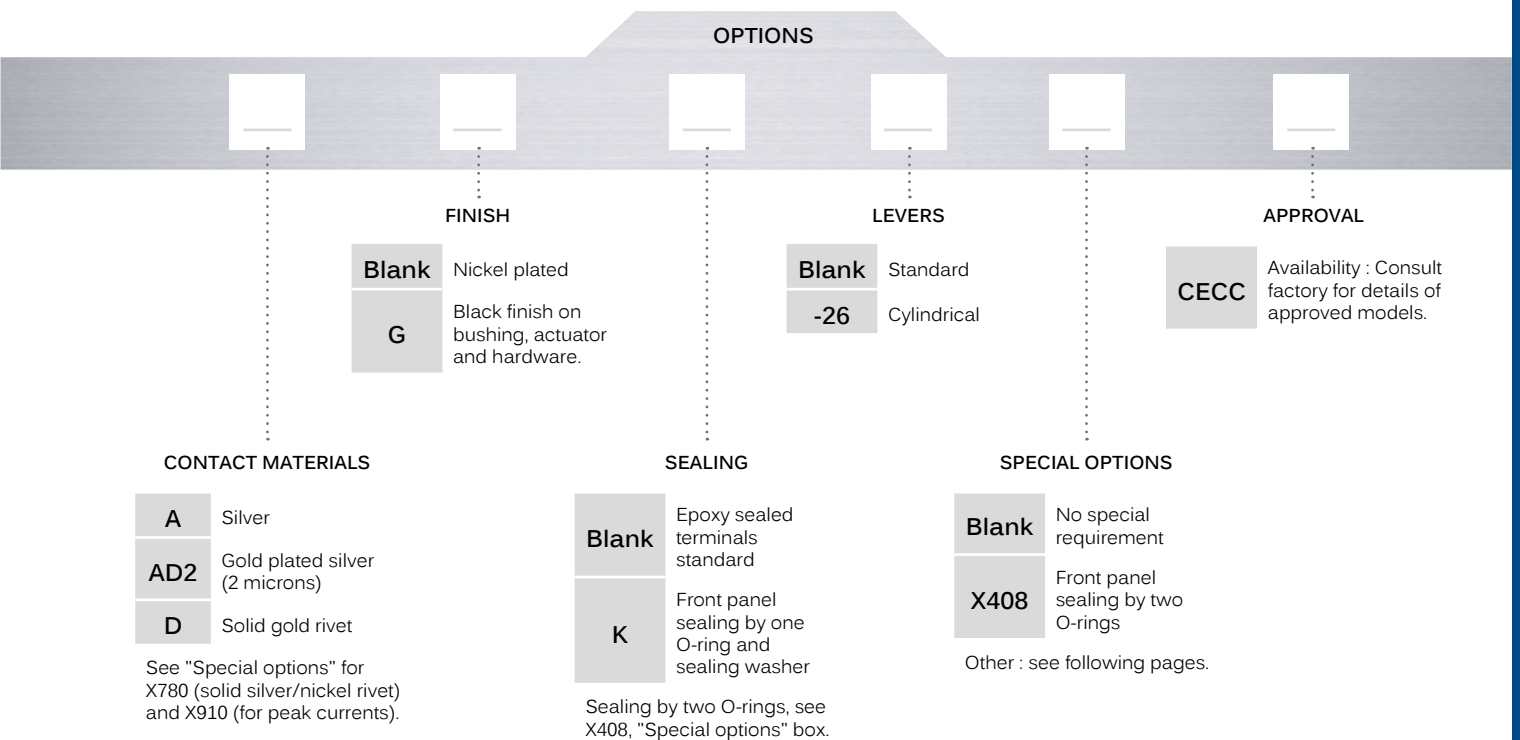 OPTIONS
FINISH
Blank Nickel plated
G Black finish on
bushing, actuator
and hardware.
LEVERS
Blank Standard
-26 Cylindrical
APPROVAL
CECC Availability : Consult
factory for details of
approved models.
CONTACT MATERIALS
A Silver
AD2 Gold plated silver
(2 microns)
D Solid gold rivet
See "Special options" for
X780 (solid silver/nickel rivet)
and X910 (for peak currents).
SEALING
Blank Epoxy sealed
terminals
standard
K Front panel
sealing by one
O-ring and
sealing washer
Sealing by two O-rings, see
X408, "Special options" box.
SPECIAL OPTIONS
Blank No special
requirement
X408 Front panel
sealing by two
O-rings
Other : see following pages.